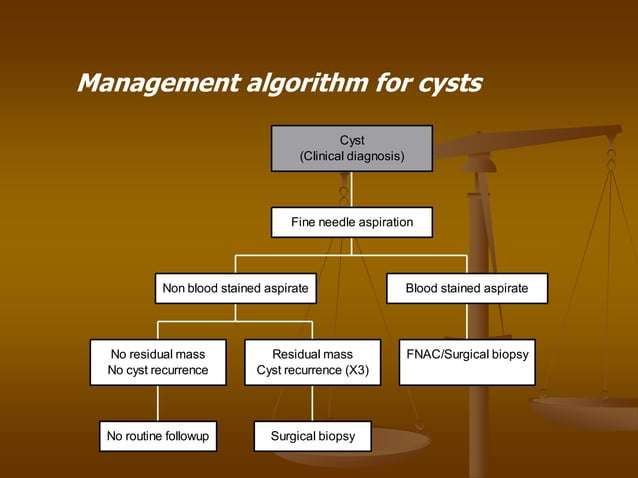 Management algorithm for cysts
Cyst
(Clinical diagnosis)
Fine needle aspiration
Non blood stained aspirate
Blood stained aspirate
No residual mass
No cyst recurrence
Residual mass
Cyst recurrence (X3)
FNAC/Surgical biopsy
No routine followup
Surgical biopsy